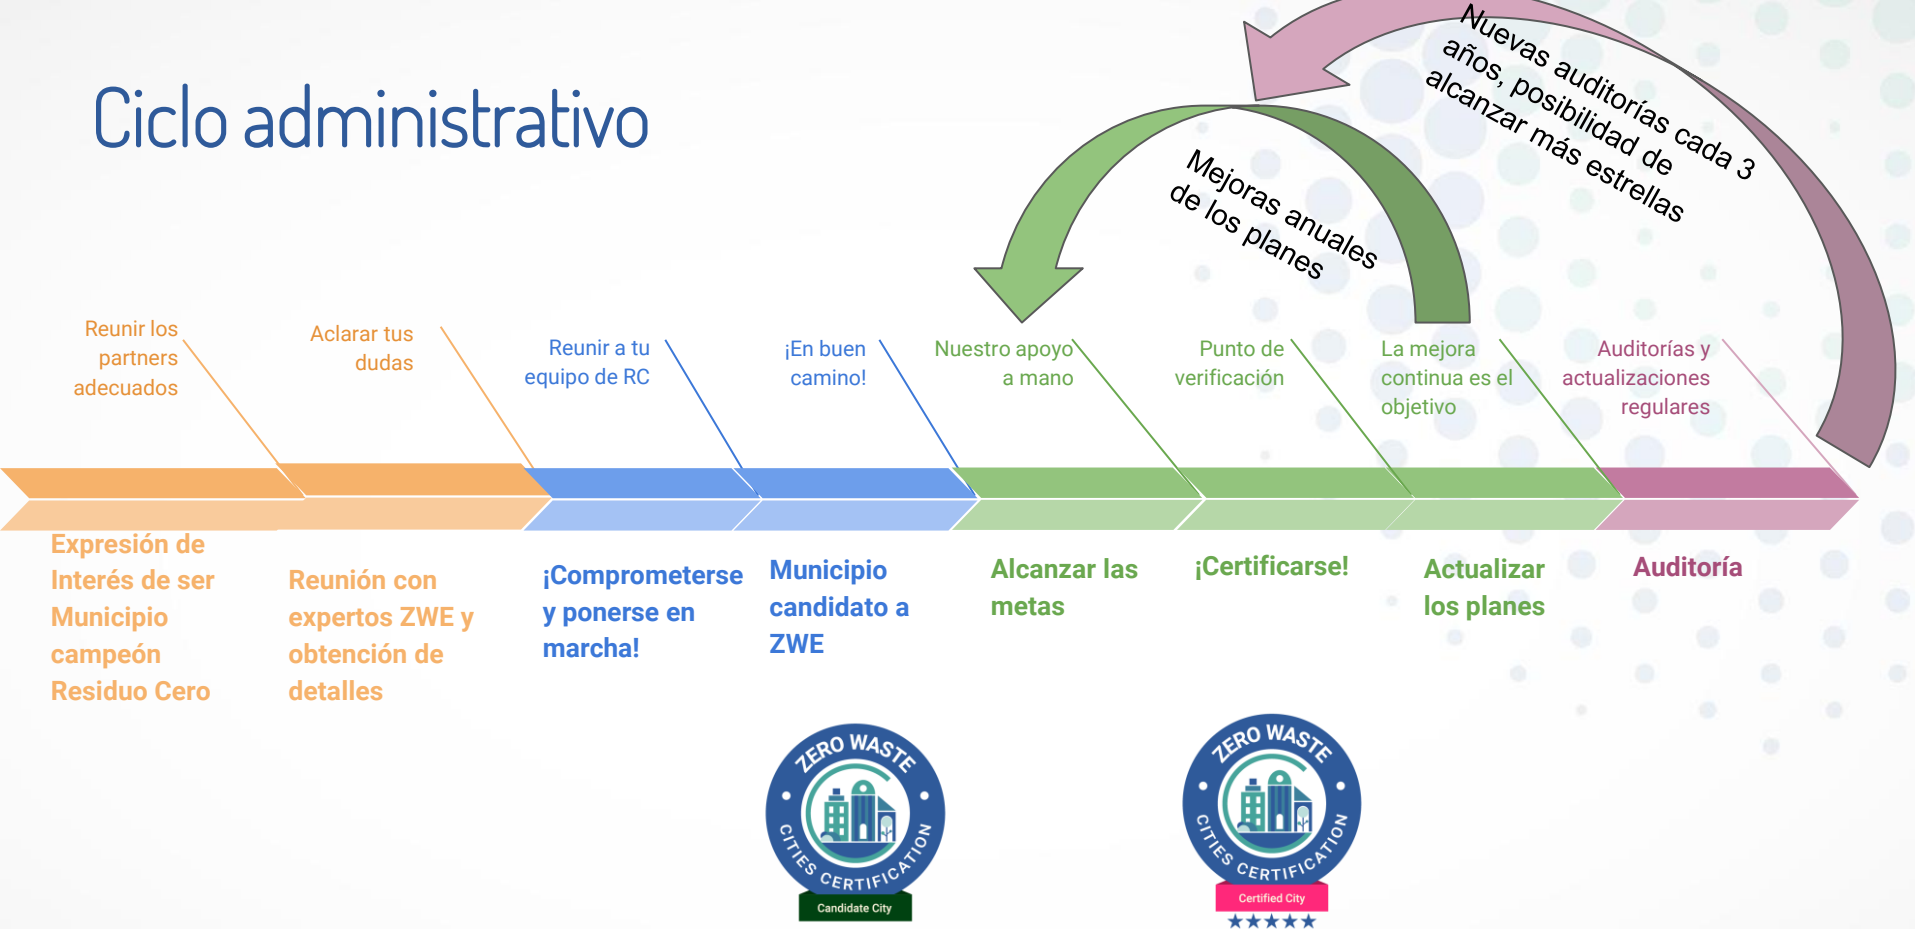 Ciclo administrativo
Nuevas auditorías cada 3
años, posibilidad de
alcanzar más estrellas
Mejoras anuales
de los planes
Reunir los
partners
adecuados
Aclarar tus
dudas
Reunir a tu
equipo de RC
¡En buen
camino!
Nuestro apoyo
a mano
Punto de
verificación
La mejora
continua es el
objetivo
Auditorías y
actualizaciones
regulares
Expresión de
Interés de ser
Municipio
campeón
Residuo Cero
Reunión con
expertos ZWE y
obtención de
detalles
¡Comprometerse
y ponerse en
marcha!
Municipio
candidato a
ZWE
Alcanzar las
metas
¡Certificarse!
Actualizar
los planes
Auditoría
ZERO WASTE
CITIES CERTIFICATION
Candidate City
ZERO WASTE
CITIES CERTIFICATION
Certified City